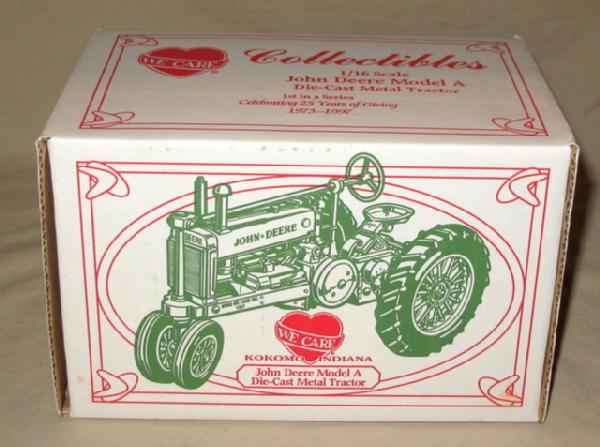 WE CARE
Collectibles
1/16 Scale
John Deere Model A
Die-Cast Metal Tractor
1st in a Series
Celebrating 25 Years of Giving
1973-1997
DEERE
JOHN DEERE
WE CARE
KOKOMO INDIANA
John Deere Model A
Die-Cast Metal Tractor